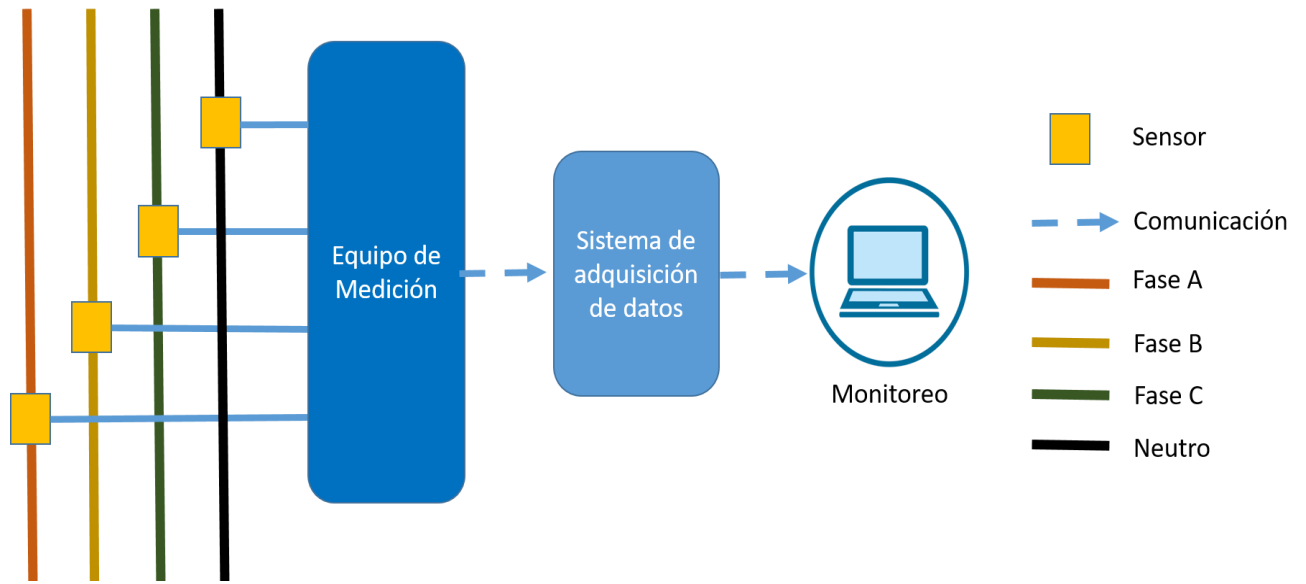 Equipo de
Medición
Sistema de
adquisición
de datos
Monitoreo
Sensor
Comunicación
Fase A
Fase B
Fase C
Neutro